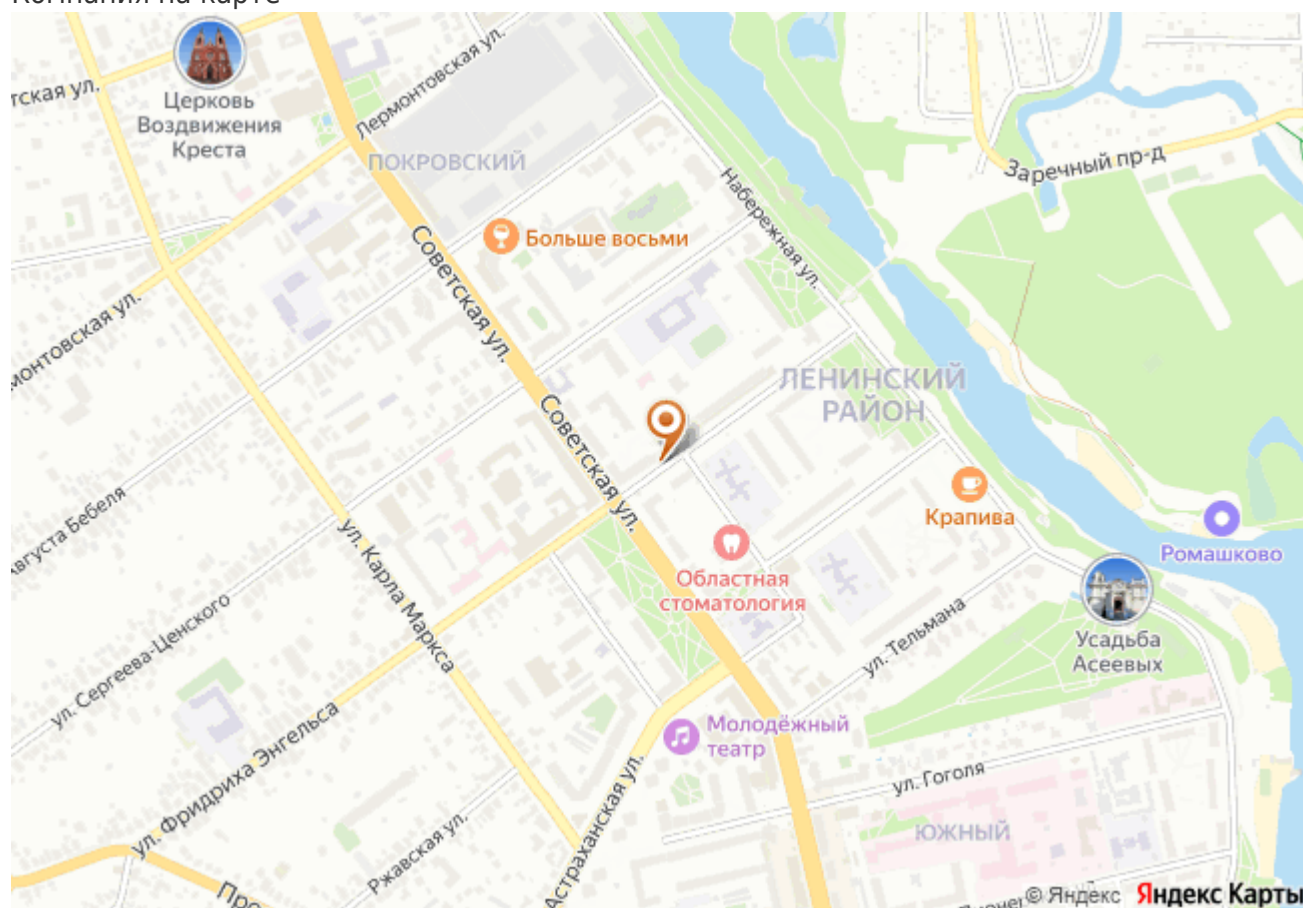 Компания на карте
Лермонтовская ул.
тская ул.
Церковь
Воздвижения
Креста
ПОКРОВСКИЙ
Заречный пр-д
Набережная ул.
Больше восьми
Советская ул.
монтовская ул.
ЛЕНИНСКИЙ
РАЙОН
Советская ул.
Августа Бебеля
Крапива
ул. Карла Маркса
Ромашково
Областная
стоматология
ул. Сергеева-Ценского
ул. Тельмана
Усадьба
Асеевых
ул. Фридриха Энгельса
Молодёжный
театр
ул. Гоголя
Ржавская ул.
Астраханская ул.
ЮЖНЫЙ
Про
© Яндекс Яндекс Карты